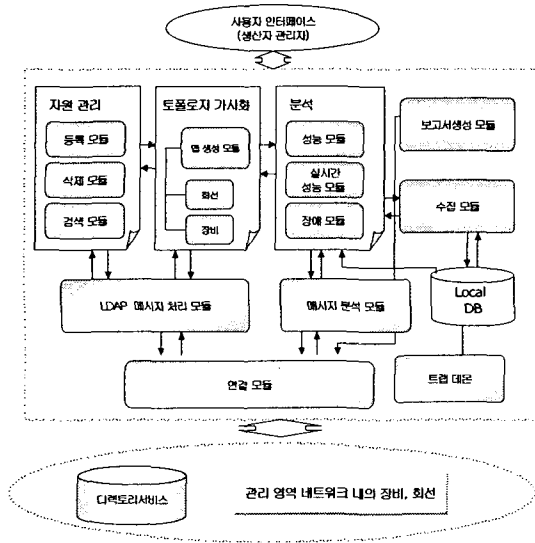 사용자 인터페이스
(생산자 관리자)
자원 관리
등록 모듈
삭제 모듈
검색 모듈
토폴로지 가시화
맵 생성 모듈
회선
장비
분석
성능 모듈
실시간
성능 모듈
장애 모듈
보고서생성 모듈
수집 모듈
LDAP 메시지 처리 모듈
메시지 분석 모듈
Local
DB
연결 모듈
트랩 데몬
디렉토리서비스
관리 영역 네트워크 내의 장비, 회선